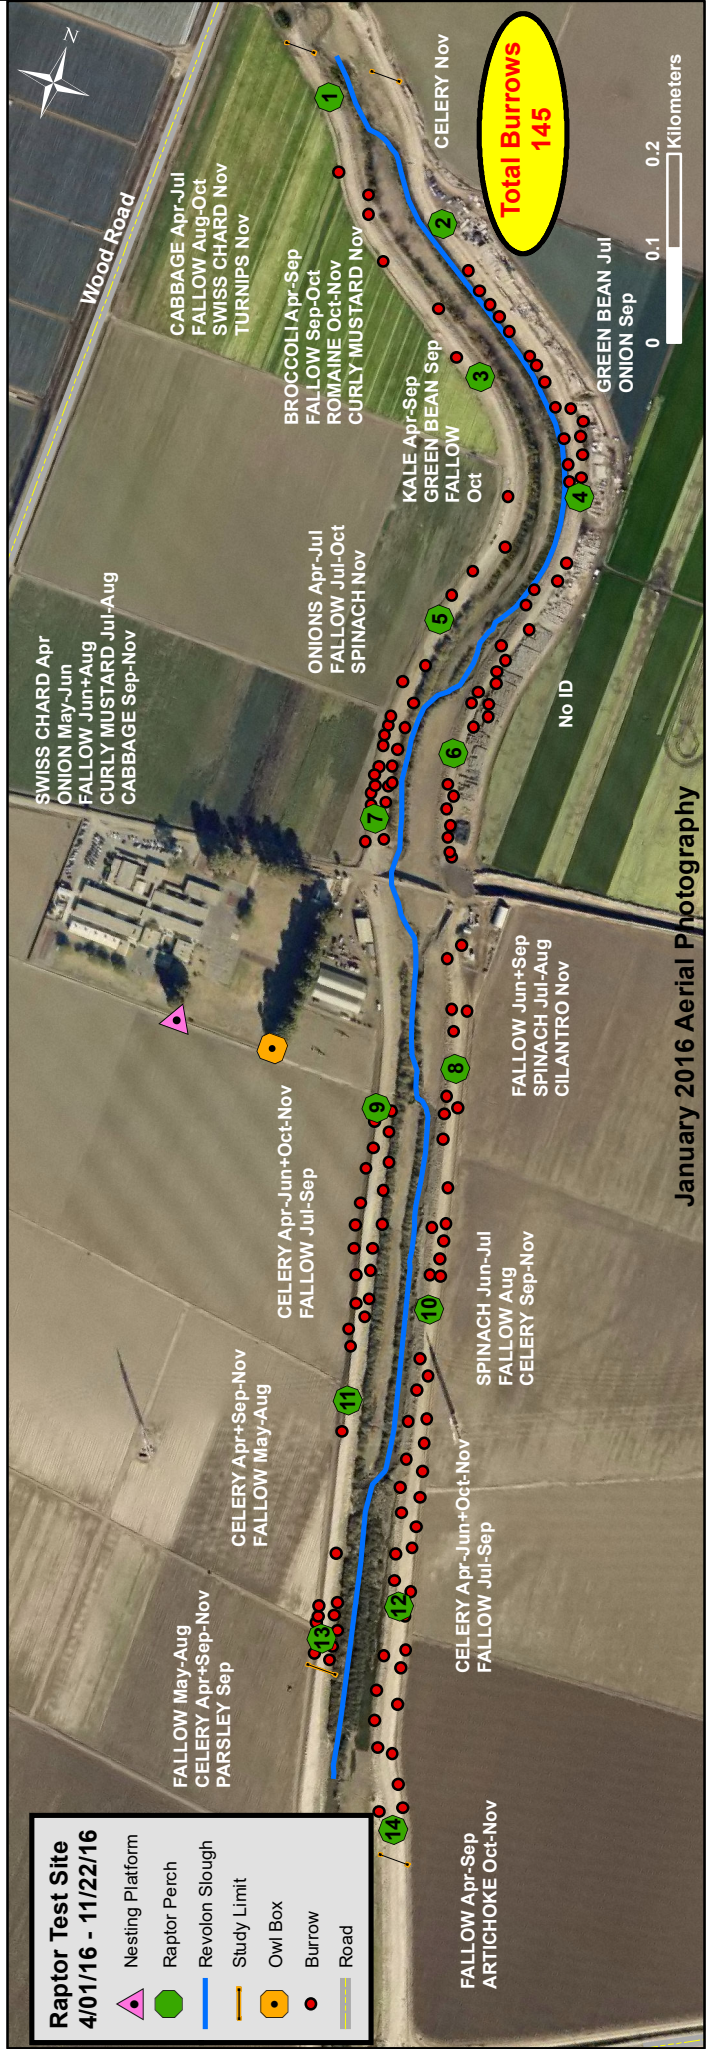 Raptor Test Site
4/01/16 - 11/22/16
Nesting Platform
Raptor Perch
Revolon Slough
Study Limit
Owl Box
Burrow
Road
FALLOW May-Aug
CELERY Apr+Sep-Nov
PARSLEY Sep
CELERY Apr+Sep-Nov
FALLOW May-Aug
CELERY Apr-Jun+Oct-Nov
FALLOW Jul-Sep
SWISS CHARD Apr
ONION May-Jun
FALLOW Jun+Aug
CURLY MUSTARD Jul-Aug
CABBAGE Sep-Nov
ONIONS Apr-Jul
FALLOW Jul-Oct
SPINACH Nov
KALE Apr-Sep
GREEN BEAN Sep
FALLOW
Oct
BROCCOLI Apr-Sep
FALLOW Sep-Oct
ROMAINE Oct-Nov
CURLY MUSTARD Nov
CABBAGE Apr-Jul
FALLOW Aug-Oct
SWISS CHARD Nov
TURNIPS Nov
Wood Road
N
13
11
9
7
5
3
1
14
12
10
8
6
4
2
FALLOW Apr-Sep
ARTICHOKE Oct-Nov
CELERY Apr-Jun+Oct-Nov
FALLOW Jul-Sep
SPINACH Jun-Jul
FALLOW Aug
CELERY Sep-Nov
FALLOW Jun+Sep
SPINACH Jul-Aug
CILANTRO Nov
No ID
GREEN BEAN Jul
ONION Sep
CELERY Nov
Total Burrows
145
January 2016 Aerial Photography
0 0.1 0.2
Kilometers